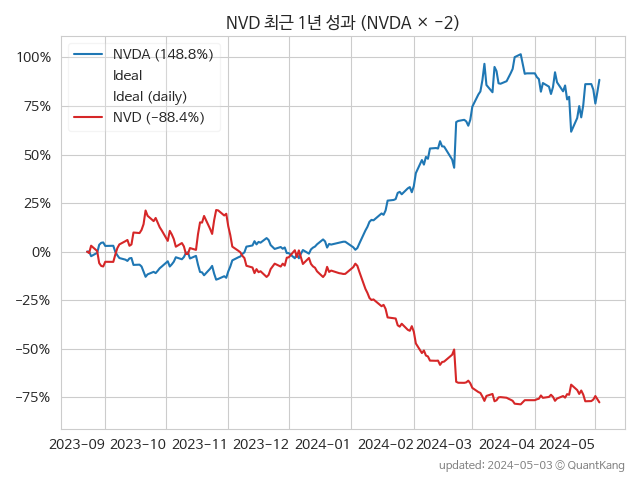 NVD 최근 1년 성과 (NVDA × −2)
NVDA (148.8%)
Ideal
Ideal (daily)
NVD (−88.4%)
100%
75%
50%
25%
0%
−25%
−50%
−75%
2023-09 2023-10 2023-11 2023-12 2024-01 2024-02 2024-03 2024-04 2024-05
updated: 2024-05-03 © QuantKang